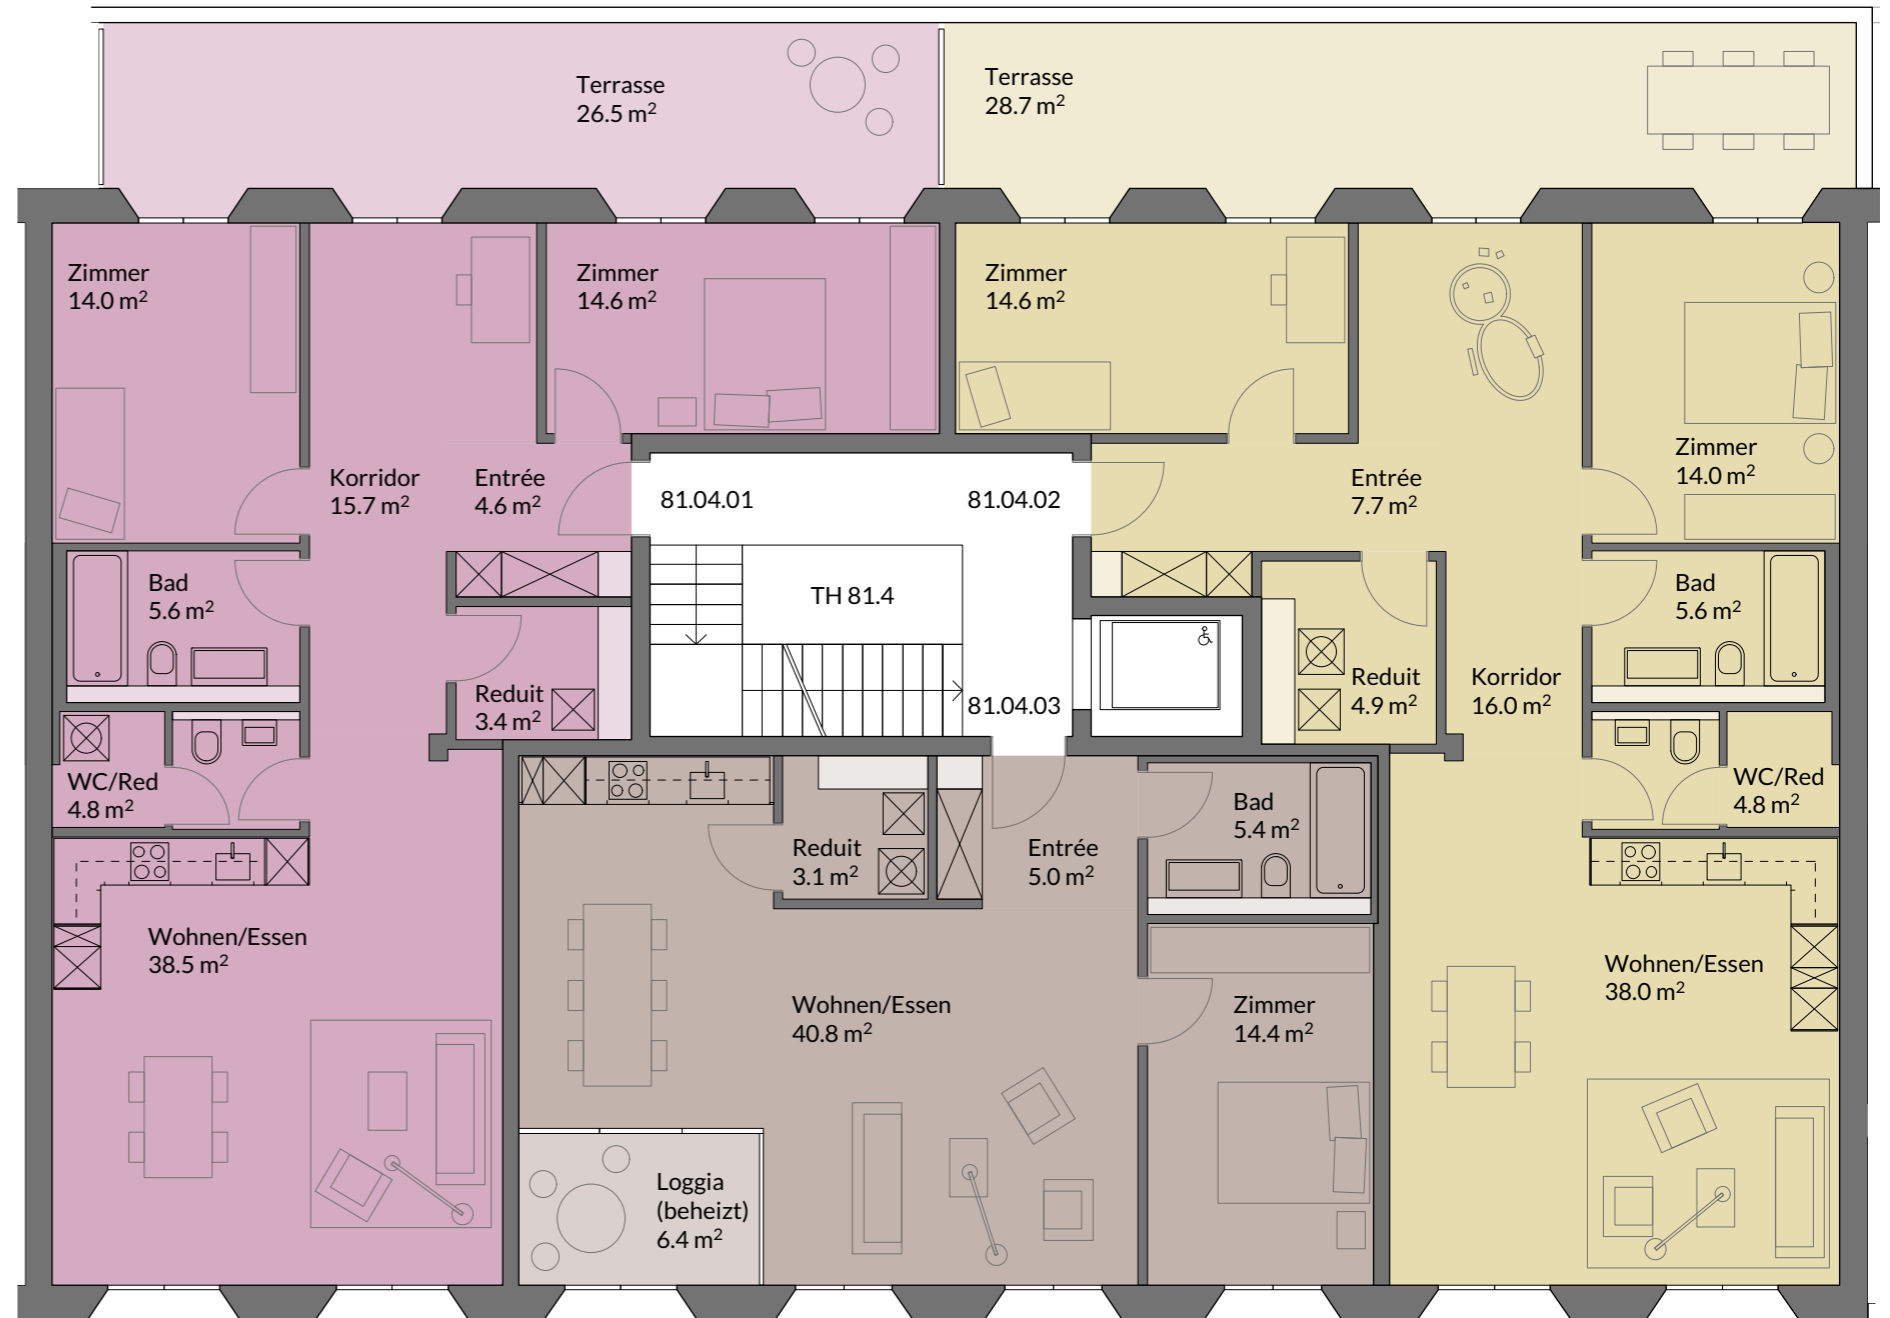 Terrasse
26.5 m²
Terrasse
28.7 m²
Zimmer
14.0 m²
Zimmer
14.6 m²
Zimmer
14.6 m²
Zimmer
14.0 m²
Korridor
15.7 m²
Entrée
4.6 m²
81.04.01
81.04.02
Entrée
7.7 m²
Bad
5.6 m²
TH 81.4
Bad
5.6 m²
Reduit
3.4 m²
81.04.03
Reduit
4.9 m²
Korridor
16.0 m²
WC/Red
4.8 m²
WC/Red
4.8 m²
Reduit
3.1 m²
Entrée
5.0 m²
Bad
5.4 m²
Wohnen/Essen
38.5 m²
Wohnen/Essen
40.8 m²
Zimmer
14.4 m²
Wohnen/Essen
38.0 m²
Loggia
(beheizt)
6.4 m²